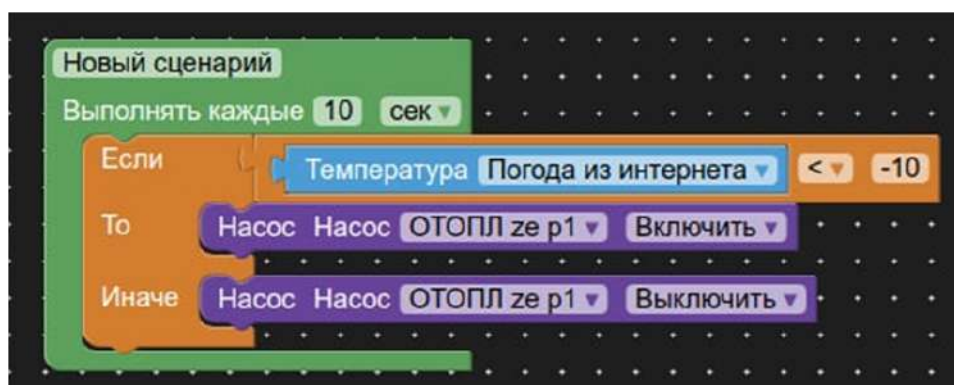 Новый сценарий
Выполнять каждые 10 сек
Если Температура Погода из интернета < -10
То Насос Насос ОТОПЛ ze p1 Включить
Иначе Насос Насос ОТОПЛ ze p1 Выключить